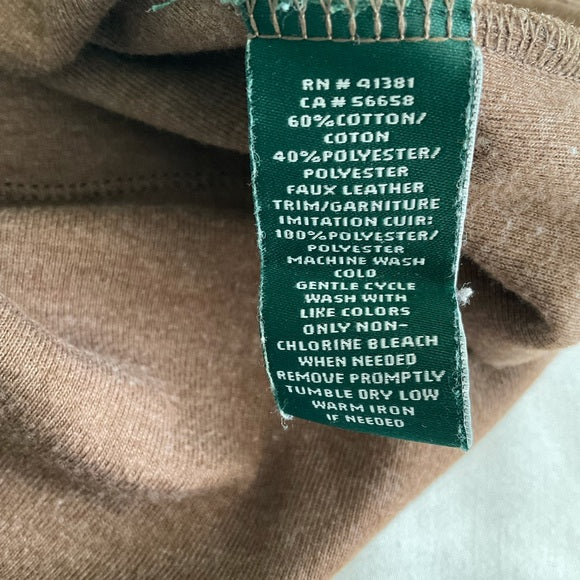 RN # 41381
CA # 56658
60%COTTON/
COTON
40%POLYESTER/
POLYESTER
FAUX LEATHER
TRIM/GARNITURE
IMITATION CUIR:
100%POLYESTER/
POLYESTER
MACHINE WASH
COLD
GENTLE CYCLE
WASH WITH
LIKE COLORS
ONLY NON-
CHLORINE BLEACH
WHEN NEEDED
REMOVE PROMPTLY
TUMBLE DRY LOW
WARM IRON
IF NEEDED